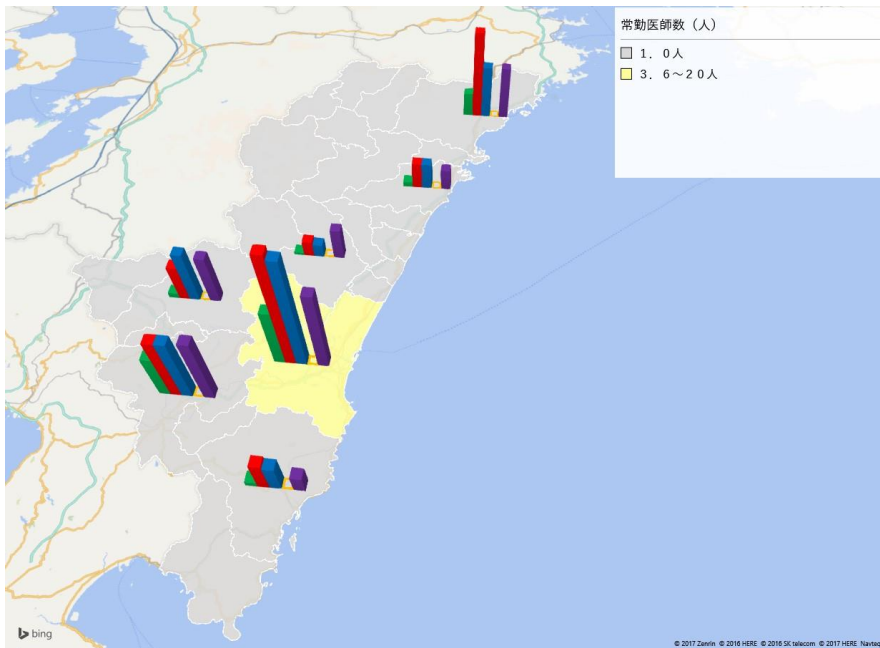 常勤医師数（人）
１．０人
３．６～２０人
bing
© 2017 Zenrin © 2016 HERE © 2016 SK telecom © 2017 HERE Navteq